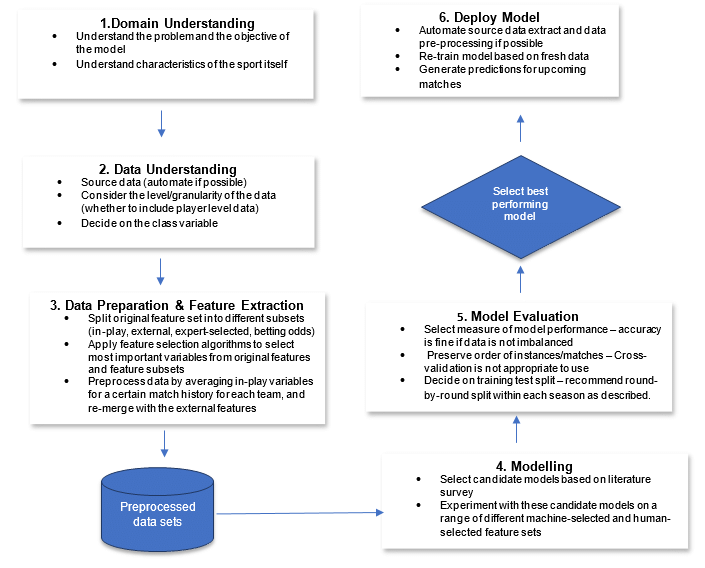 1.Domain Understanding
• Understand the problem and the objective of
the model
• Understand characteristics of the sport itself
2. Data Understanding
• Source data (automate if possible)
• Consider the level/granularity of the data
(whether to include player level data)
• Decide on the class variable
3. Data Preparation & Feature Extraction
• Split original feature set into different subsets
(in-play, external, expert-selected, betting odds)
• Apply feature selection algorithms to select
most important variables from original features
and feature subsets
• Preprocess data by averaging in-play variables
for a certain match history for each team, and
re-merge with the external features
Preprocessed
data sets
4. Modelling
• Select candidate models based on literature
survey
• Experiment with these candidate models on a
range of different machine-selected and human-
selected feature sets
5. Model Evaluation
• Select measure of model performance – accuracy
is fine if data is not imbalanced
• Preserve order of instances/matches – Cross-
validation is not appropriate to use
• Decide on training test split – recommend round-
by-round split within each season as described.
Select best
performing
model
6. Deploy Model
• Automate source data extract and data
pre-processing if possible
• Re-train model based on fresh data
• Generate predictions for upcoming
matches